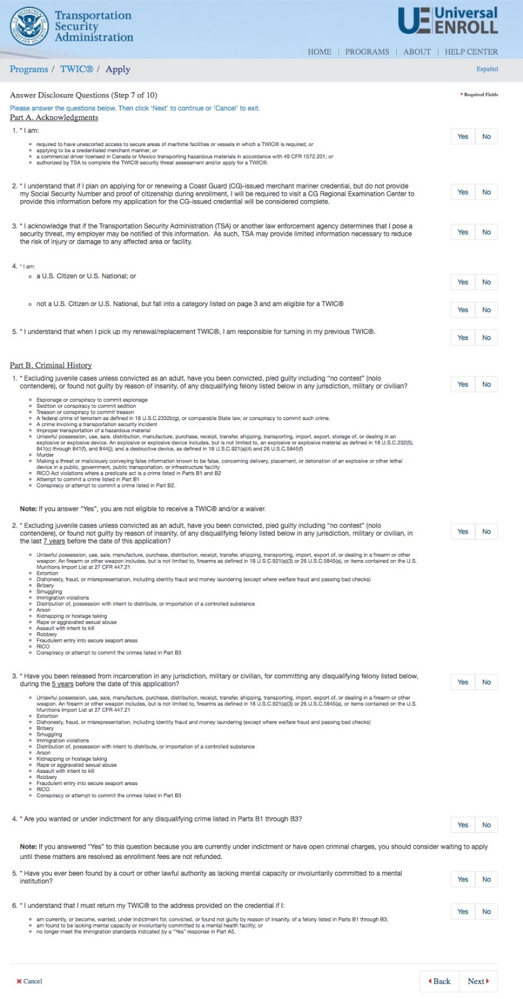 Transportation
Security
Administration
UE Universal
ENROLL
HOME | PROGRAMS | ABOUT | HELP CENTER
Programs / TWIC® / Apply
Español
Answer Disclosure Questions (Step 7 of 10)
* Required Fields
Please answer the questions below. Then click 'Next' to continue or 'Cancel' to exit.
Part A. Acknowledgments
1. * I am:
Yes No
required to have unescorted access to secure areas of maritime facilities or vessels in which a TWIC® is required; or
applying to be a credentialed merchant mariner; or
a commercial driver licensed in Canada or Mexico transporting hazardous materials in accordance with 49 CFR 1572.201; or
authorized by TSA to complete the TWIC® security threat assessment and/or apply for a TWIC®.
2. * I understand that if I plan on applying for or renewing a Coast Guard (CG)-issued merchant mariner credential, but do not provide
my Social Security Number and proof of citizenship during enrollment, I will be required to visit a CG Regional Examination Center to
provide this information before my application for the CG-issued credential will be considered complete.
Yes No
3. * I acknowledge that if the Transportation Security Administration (TSA) or another law enforcement agency determines that I pose a
security threat, my employer may be notified of this information. As such, TSA may provide limited information necessary to reduce
the risk of injury or damage to any affected area or facility.
Yes No
4. * I am:
a U.S. Citizen or U.S. National; or
Yes No
not a U.S. Citizen or U.S. National, but fall into a category listed on page 3 and am eligible for a TWIC®
Yes No
5. * I understand that when I pick up my renewal/replacement TWIC®, I am responsible for turning in my previous TWIC®.
Yes No
Part B. Criminal History
1. * Excluding juvenile cases unless convicted as an adult, have you been convicted, pled guilty including "no contest" (nolo
contendere), or found not guilty by reason of insanity, of any disqualifying felony listed below in any jurisdiction, military or civilian?
Yes No
Espionage or conspiracy to commit espionage
Sedition or conspiracy to commit sedition
Treason or conspiracy to commit treason
A federal crime of terrorism as defined in 18 U.S.C.2332b(g), or comparable State law, or conspiracy to commit such crime.
A crime involving a transportation security incident
Improper transportation of a hazardous material
Unlawful possession, use, sale, distribution, manufacture, purchase, receipt, transfer, shipping, transporting, import, export, storage of, or dealing in an
explosive or explosive device. An explosive or explosive device includes, but is not limited to, an explosive or explosive material as defined in 18 U.S.C.232(5),
841(c) through 841(f), and 844(j); and a destructive device, as defined in 18 U.S.C.921(a)(4) and 26 U.S.C.5845(f)
Murder
Making a threat or maliciously conveying false information known to be false, concerning delivery, placement, or detonation of an explosive or other lethal
device in a public, government, public transportation, or infrastructure facility
RICO Act violations where a predicate act is a crime listed in Parts B1 and B2
Attempt to commit a crime listed in Part B1
Conspiracy or attempt to commit a crime listed in Part B2.
Note: If you answer "Yes", you are not eligible to receive a TWIC® and/or a waiver.
2. * Excluding juvenile cases unless convicted as an adult, have you been convicted, pled guilty including "no contest" (nolo
contendere), or found not guilty by reason of insanity, of any disqualifying felony listed below in any jurisdiction, military or civilian, in
the last 7 years before the date of this application?
Yes No
Unlawful possession, use, sale, manufacture, purchase, distribution, receipt, transfer, shipping, transporting, import, export of, or dealing in a firearm or other
weapon. An firearm or other weapon includes, but is not limited to, firearms as defined in 18 U.S.C.921(a)(3) or 26 U.S.C.5845(a), or items contained on the U.S.
Munitions Import List at 27 CFR 447.21
Extortion
Dishonesty, fraud, or misrepresentation, including identity fraud and money laundering (except where welfare fraud and passing bad checks)
Bribery
Smuggling
Immigration violations
Distribution of, possession with intent to distribute, or importation of a controlled substance
Arson
Kidnapping or hostage taking
Rape or aggravated sexual abuse
Assault with intent to kill
Robbery
Fraudulent entry into secure seaport areas
RICO
Conspiracy or attempt to commit the crimes listed in Part B3
3. * Have you been released from incarceration in any jurisdiction, military or civilian, for committing any disqualifying felony listed below,
during the 5 years before the date of this application?
Yes No
Unlawful possession, use, sale, manufacture, purchase, distribution, receipt, transfer, shipping, transporting, import, export of, or dealing in a firearm or other
weapon. An firearm or other weapon includes, but is not limited to, firearms as defined in 18 U.S.C.921(a)(3) or 26 U.S.C.5845(a), or items contained on the U.S.
Munitions Import List at 27 CFR 447.21
Extortion
Dishonesty, fraud, or misrepresentation, including identity fraud and money laundering (except where welfare fraud and passing bad checks)
Bribery
Smuggling
Immigration violations
Distribution of, possession with intent to distribute, or importation of a controlled substance
Arson
Kidnapping or hostage taking
Rape or aggravated sexual abuse
Assault with intent to kill
Robbery
Fraudulent entry into secure seaport areas
RICO
Conspiracy or attempt to commit the crimes listed in Part B3
4. * Are you wanted or under indictment for any disqualifying crime listed in Parts B1 through B3?
Yes No
Note: If you answered "Yes" to this question because you are currently under indictment or have open criminal charges, you should consider waiting to apply
until these matters are resolved as enrollment fees are not refunded.
5. * Have you ever been found by a court or other lawful authority as lacking mental capacity or involuntarily committed to a mental
institution?
Yes No
6. * I understand that I must return my TWIC® to the address provided on the credential if I:
Yes No
am currently, or become, wanted, under indictment for, convicted, or found not guilty by reason of insanity, of a felony listed in Parts B1 through B3;
am found to be lacking mental capacity or involuntarily committed to a mental health facility; or
no longer meet the immigration standards indicated by a "Yes" response in Part A5.
Cancel
Back Next